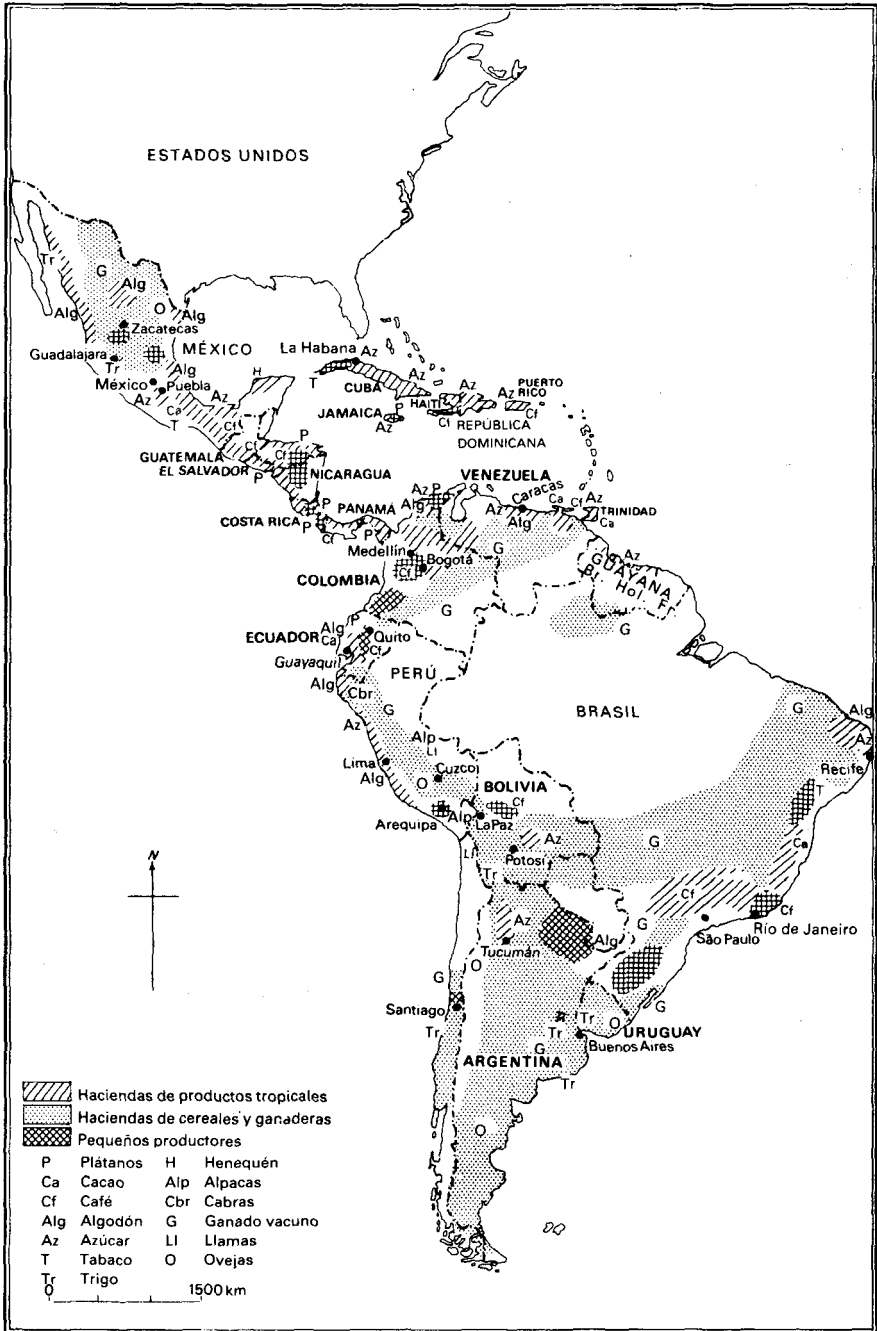 ESTADOS UNIDOS
Tr
G
Alg
Alg
O
Alg
Zacatecas
Guadalajara
MÉXICO
Tr
Alg
H
México
Puebla
Az
Az
Ca
T
Cf
La Habana
Az
T
CUBA
Az
PUERTO
RICO
Az
HAITI
Cf
Cf
JAMAICA
P
Az
REPÚBLICA
DOMINICANA
P
Cf
Cf
GUATEMALA
EL SALVADOR
P
NICARAGUA
VENEZUELA
Az P
Alg
Caracas
Az
Alg
Ca
Cf
Az
TRINIDAD
Ca
COSTA RICA
P
P
Cf
PANAMÁ
P
Medellín
Bogotá
Cf
G
Az
GUAYANA
Br Hol Fr
COLOMBIA
G
G
P
Alg
ECUADOR
Ca
Quito
Cf
Guayaquil
PERÚ
Alg
Cbr
BRASIL
G
G
Alg
Az
Az
Alp
Ll
Recife
Lima
Cuzco
Alg
O
BOLIVIA
Cf
T
Arequipa
Alp
La Paz
Az
G
Ca
Potosí
N
Ll
Tr
Cf
Cf
Az
Alg
G
São Paulo
Río de Janeiro
Tucumán
G
O
Santiago
G
Tr
Tr
O
URUGUAY
Tr
Buenos Aires
Tr
G
ARGENTINA
Tr
O
Haciendas de productos tropicales
Haciendas de cereales y ganaderas
Pequeños productores
P Plátanos H Henequén
Ca Cacao Alp Alpacas
Cf Café Cbr Cabras
Alg Algodón G Ganado vacuno
Az Azúcar Ll Llamas
T Tabaco O Ovejas
Tr Trigo
0 1500 km